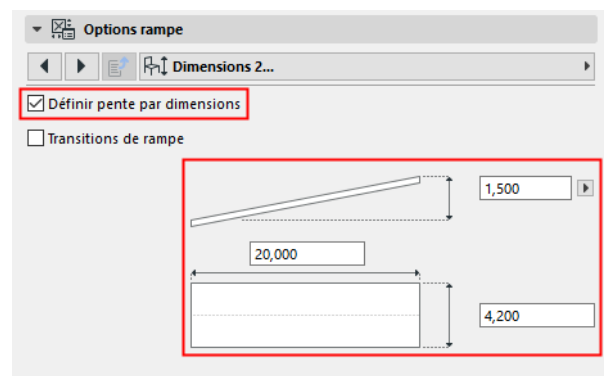 Options rampe
Dimensions 2...
Définir pente par dimensions
Transitions de rampe
1,500
20,000
4,200